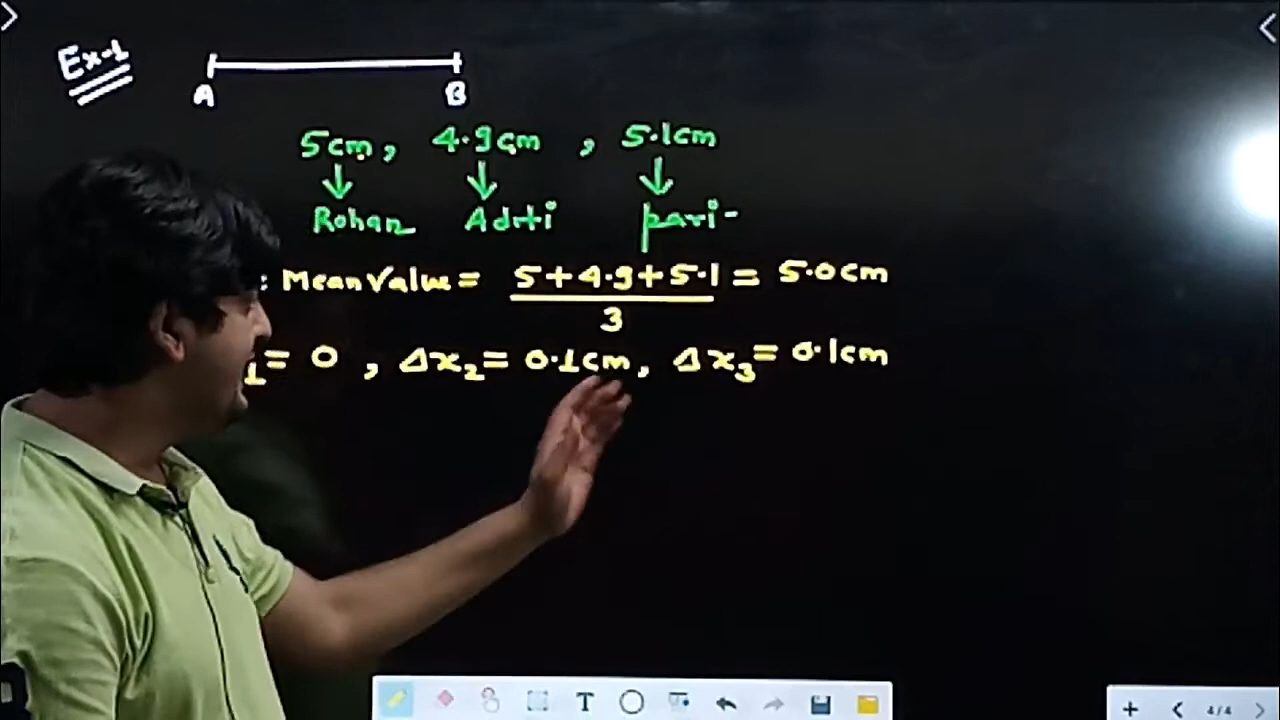 Ex-1
A B
5cm, 4.9cm, 5.1cm
Rohan Aditi pari-
: Mean Value = 5+4.9+5.1 = 5.0cm
3
1 = 0, Δx2 = 0.1cm, Δx3 = 0.1cm
T
4/4